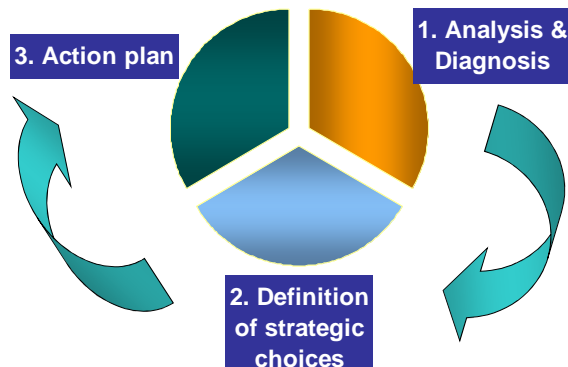 1. Analysis &
Diagnosis
2. Definition
of strategic
choices
3. Action plan